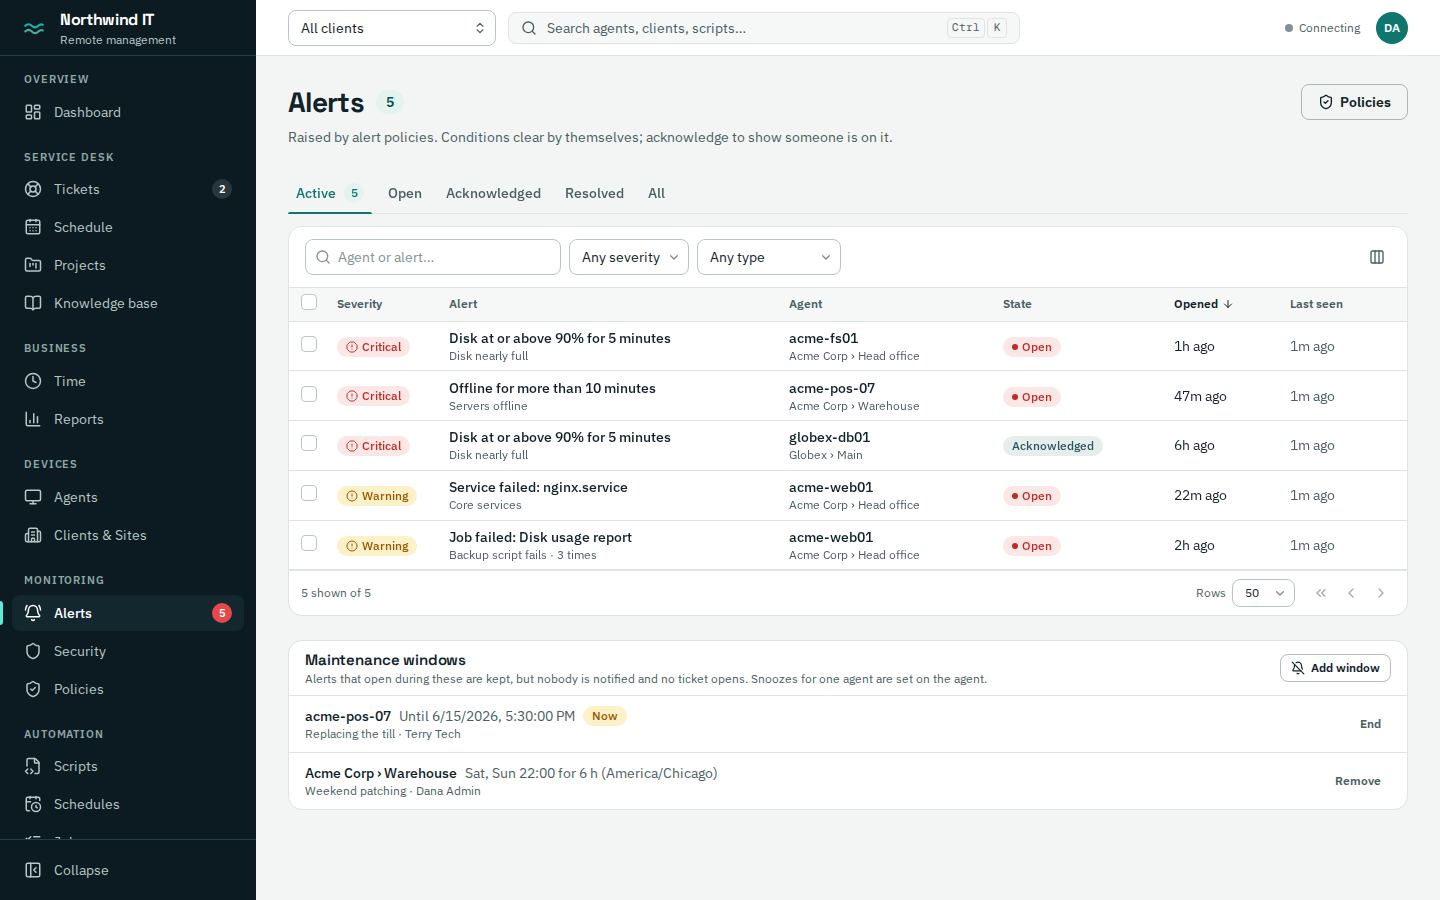 Northwind IT
Remote management
All clients
Search agents, clients, scripts...
Ctrl K
Connecting
DA
OVERVIEW
Dashboard
SERVICE DESK
Tickets 2
Schedule
Projects
Knowledge base
BUSINESS
Time
Reports
DEVICES
Agents
Clients & Sites
MONITORING
Alerts 5
Security
Policies
AUTOMATION
Scripts
Schedules
Collapse
Alerts 5
Policies
Raised by alert policies. Conditions clear by themselves; acknowledge to show someone is on it.
Active 5 Open Acknowledged Resolved All
Agent or alert... Any severity Any type
Severity Alert Agent State Opened ↓ Last seen
Critical Disk at or above 90% for 5 minutes acme-fs01 Open 1h ago 1m ago
Disk nearly full Acme Corp › Head office
Critical Offline for more than 10 minutes acme-pos-07 Open 47m ago 1m ago
Servers offline Acme Corp › Warehouse
Critical Disk at or above 90% for 5 minutes globex-db01 Acknowledged 6h ago 1m ago
Disk nearly full Globex › Main
Warning Service failed: nginx.service acme-web01 Open 22m ago 1m ago
Core services Acme Corp › Head office
Warning Job failed: Disk usage report acme-web01 Open 2h ago 1m ago
Backup script fails · 3 times Acme Corp › Head office
5 shown of 5 Rows 50
Maintenance windows
Alerts that open during these are kept, but nobody is notified and no ticket opens. Snoozes for one agent are set on the agent.
Add window
acme-pos-07 Until 6/15/2026, 5:30:00 PM Now
Replacing the till · Terry Tech
End
Acme Corp › Warehouse Sat, Sun 22:00 for 6 h (America/Chicago)
Weekend patching · Dana Admin
Remove